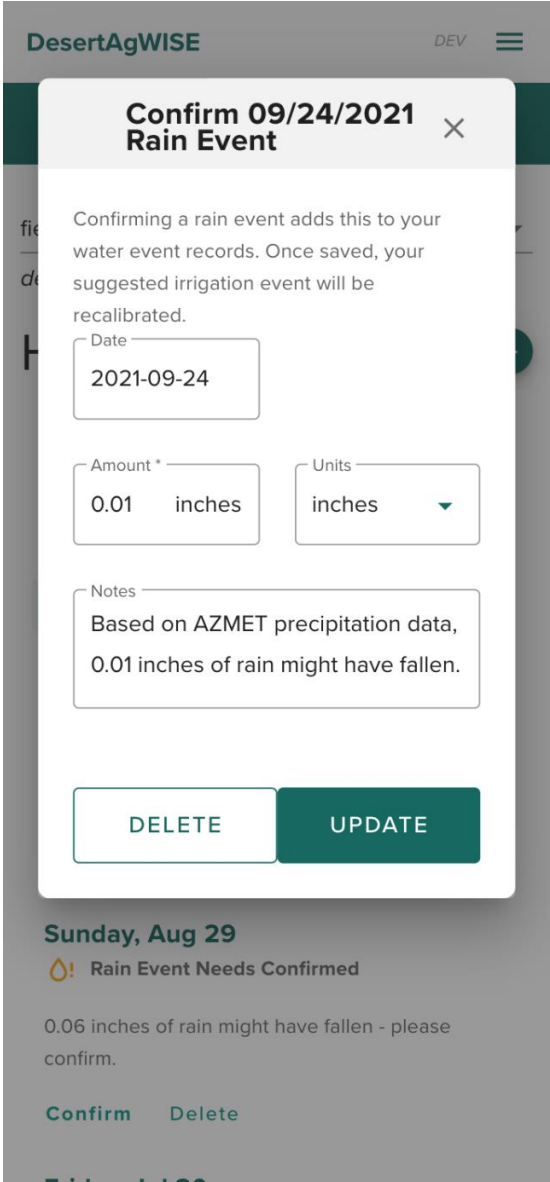 DesertAgWISE
DEV
Confirm 09/24/2021
Rain Event
Confirming a rain event adds this to your
water event records. Once saved, your
suggested irrigation event will be
recalibrated.
Date
2021-09-24
Amount *
0.01 inches
Units
inches
Notes
Based on AZMET precipitation data,
0.01 inches of rain might have fallen.
DELETE
UPDATE
Sunday, Aug 29
Rain Event Needs Confirmed
0.06 inches of rain might have fallen - please
confirm.
Confirm
Delete